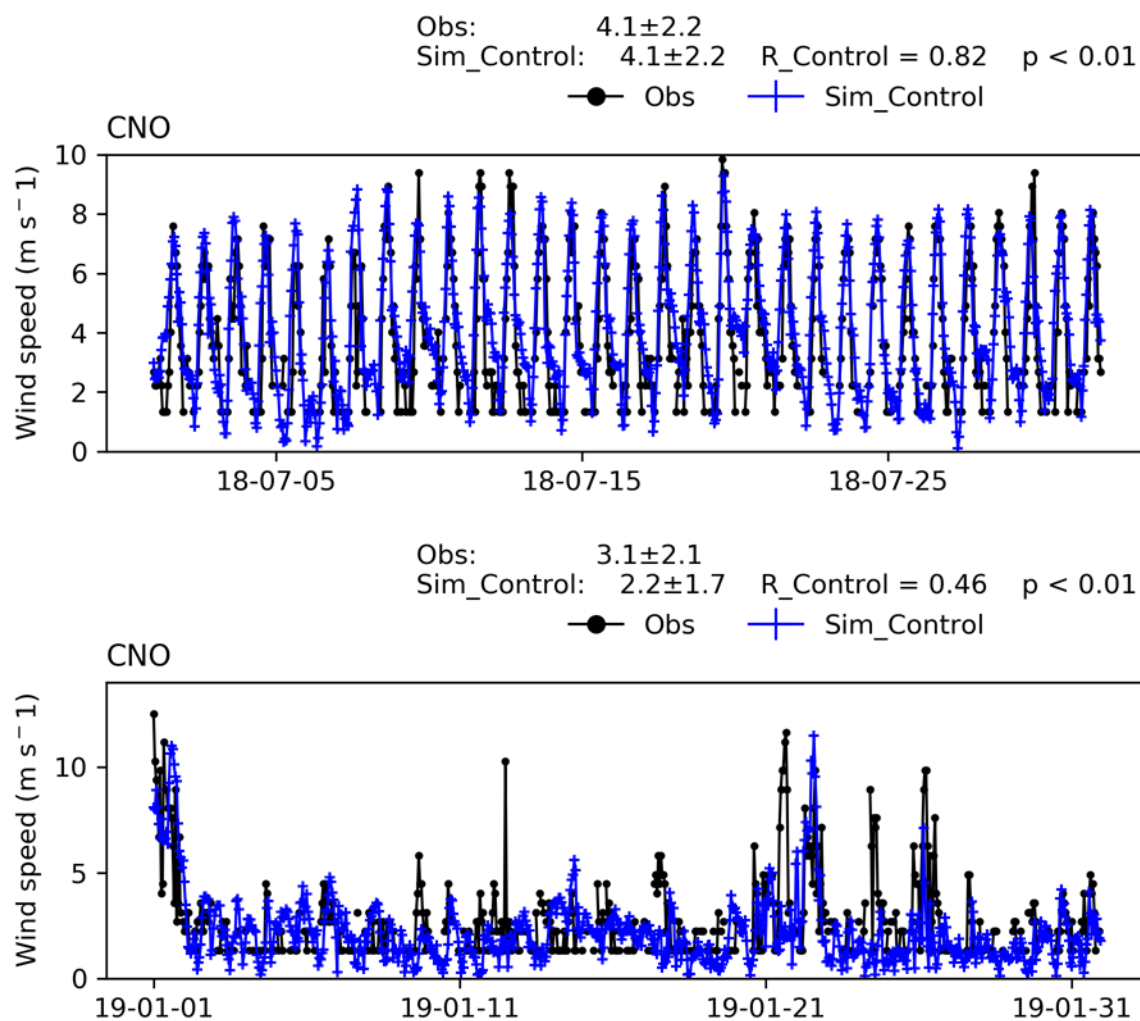 Obs: 4.1±2.2
Sim_Control: 4.1±2.2 R_Control = 0.82 p < 0.01
Obs Sim_Control
CNO
Wind speed (m s⁻ 1)
10
8
6
4
2
0
18-07-05 18-07-15 18-07-25
Obs: 3.1±2.1
Sim_Control: 2.2±1.7 R_Control = 0.46 p < 0.01
Obs Sim_Control
CNO
Wind speed (m s⁻ 1)
10
5
0
19-01-01 19-01-11 19-01-21 19-01-31